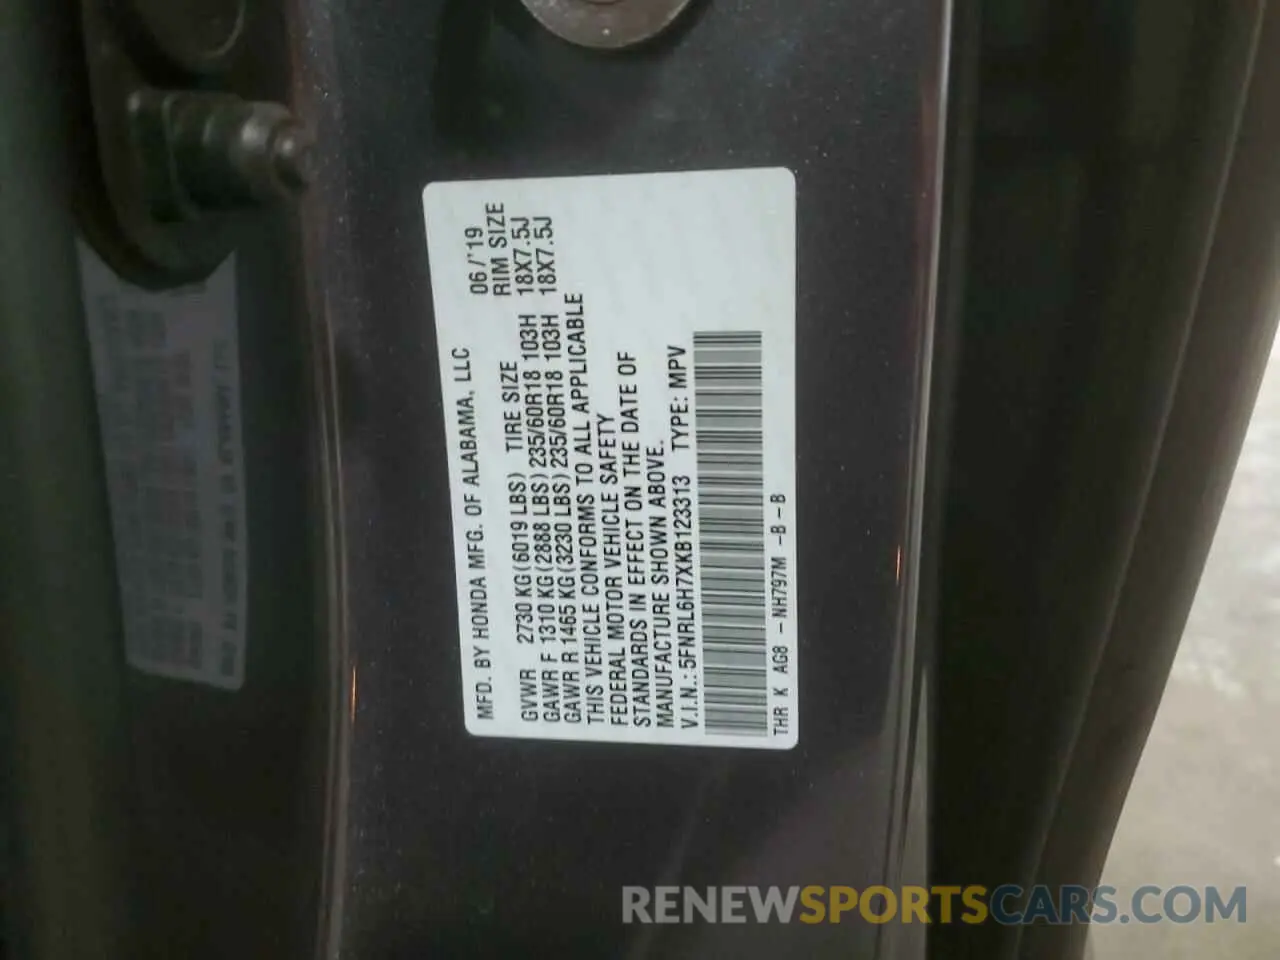 MFD. BY HONDA MFG. OF ALABAMA, LLC 06/'19
GVWR 2730 KG(6019 LBS) TIRE SIZE RIM SIZE
GAWR F 1310 KG(2888 LBS) 235/60R18 103H 18X7.5J
GAWR R 1465 KG(3230 LBS) 235/60R18 103H 18X7.5J
THIS VEHICLE CONFORMS TO ALL APPLICABLE
FEDERAL MOTOR VEHICLE SAFETY
STANDARDS IN EFFECT ON THE DATE OF
MANUFACTURE SHOWN ABOVE.
V.I.N.: 5FNRL6H7XKB123313 TYPE: MPV
THR K AG8 - NH797M -B-B
RENEWSPORTSCARS.COM